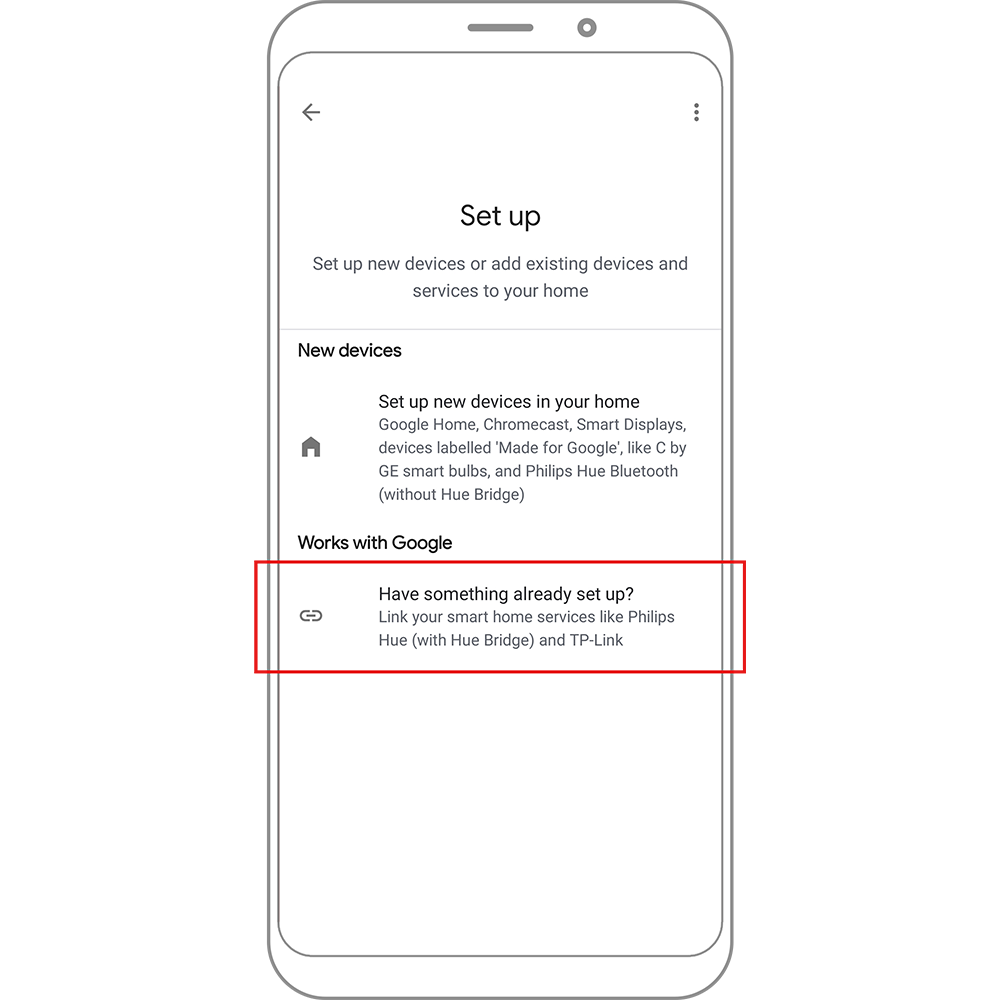 Set up
Set up new devices or add existing devices and
services to your home
New devices
Set up new devices in your home
Google Home, Chromecast, Smart Displays,
devices labelled 'Made for Google', like C by
GE smart bulbs, and Philips Hue Bluetooth
(without Hue Bridge)
Works with Google
Have something already set up?
Link your smart home services like Philips
Hue (with Hue Bridge) and TP-Link